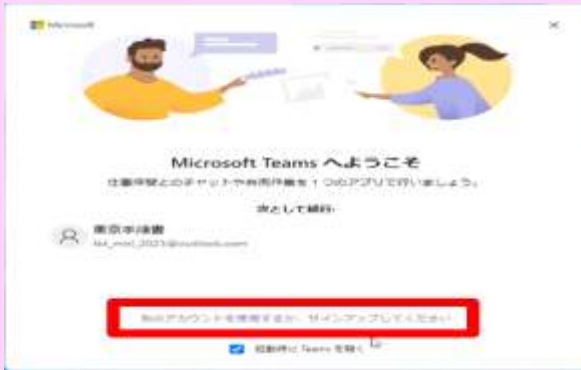 Microsoft
Microsoft Teams へようこそ
仕事仲間とのチャットや共同作業を 1 つのアプリで行いましょう。
次として続行:
別のアカウントを使用するか、サインアップしてください
起動時に Teams を開く